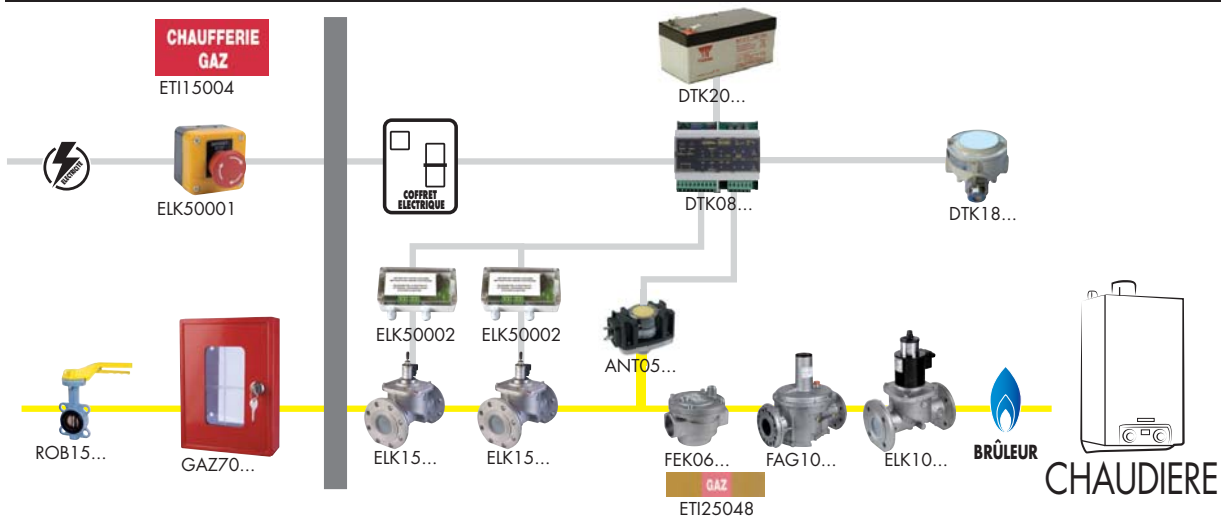 CHAUFFERIE
GAZ
ETI15004
DTK20...
ELECTRICITE
ELK50001
COFFRET
ELECTRIQUE
DTK08...
DTK18...
ELK50002
ELK50002
ANT05...
ROB15...
GAZ70...
ELK15...
ELK15...
FEK06...
FAG10...
ELK10...
BRÛLEUR
CHAUDIERE
GAZ
ETI25048